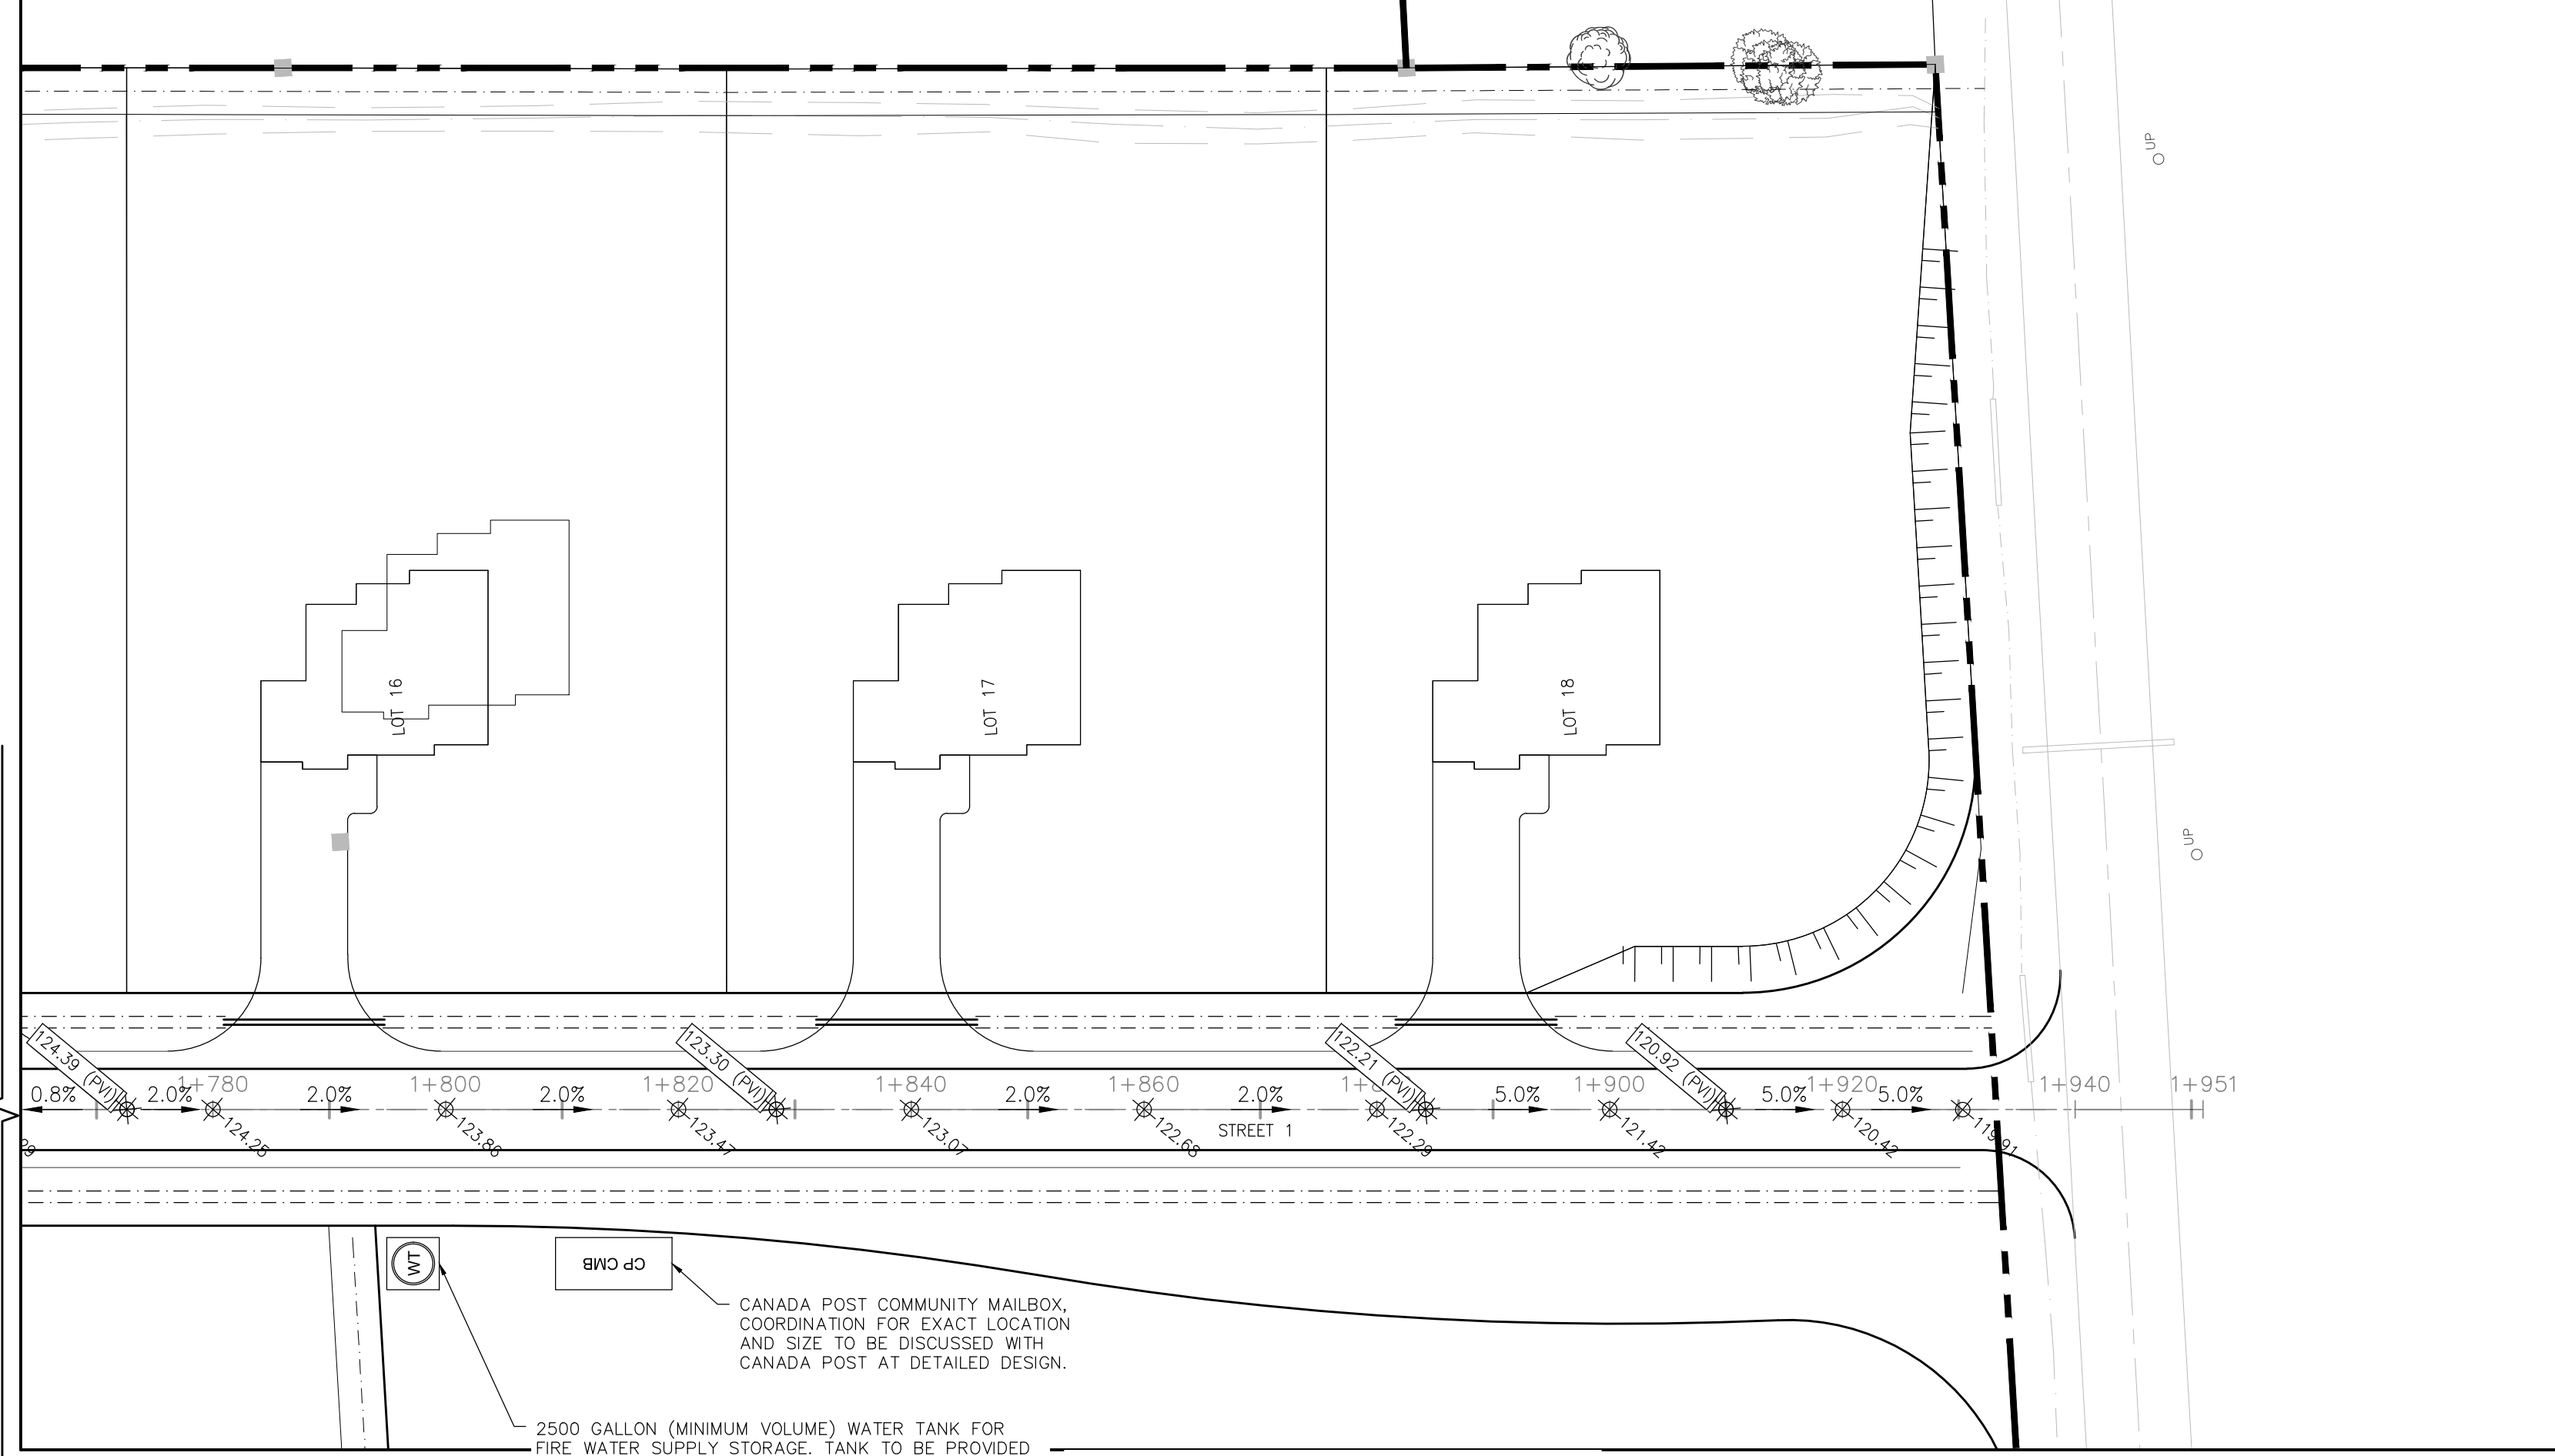 UP
LOT 16
LOT 17
LOT 18
UP
124.39 (PVI)
123.30 (PVI)
122.21 (PVI)
120.92 (PVI)
1+780
1+800
1+820
1+840
1+860
1+900
1+920
1+940
1+951
0.8%
2.0%
2.0%
2.0%
2.0%
2.0%
5.0%
5.0%
5.0%
124.25
123.86
123.47
123.07
122.68
122.29
121.42
120.42
119.91
STREET 1
WT
CP CMB
CANADA POST COMMUNITY MAILBOX,
COORDINATION FOR EXACT LOCATION
AND SIZE TO BE DISCUSSED WITH
CANADA POST AT DETAILED DESIGN.
2500 GALLON (MINIMUM VOLUME) WATER TANK FOR
FIRE WATER SUPPLY STORAGE. TANK TO BE PROVIDED